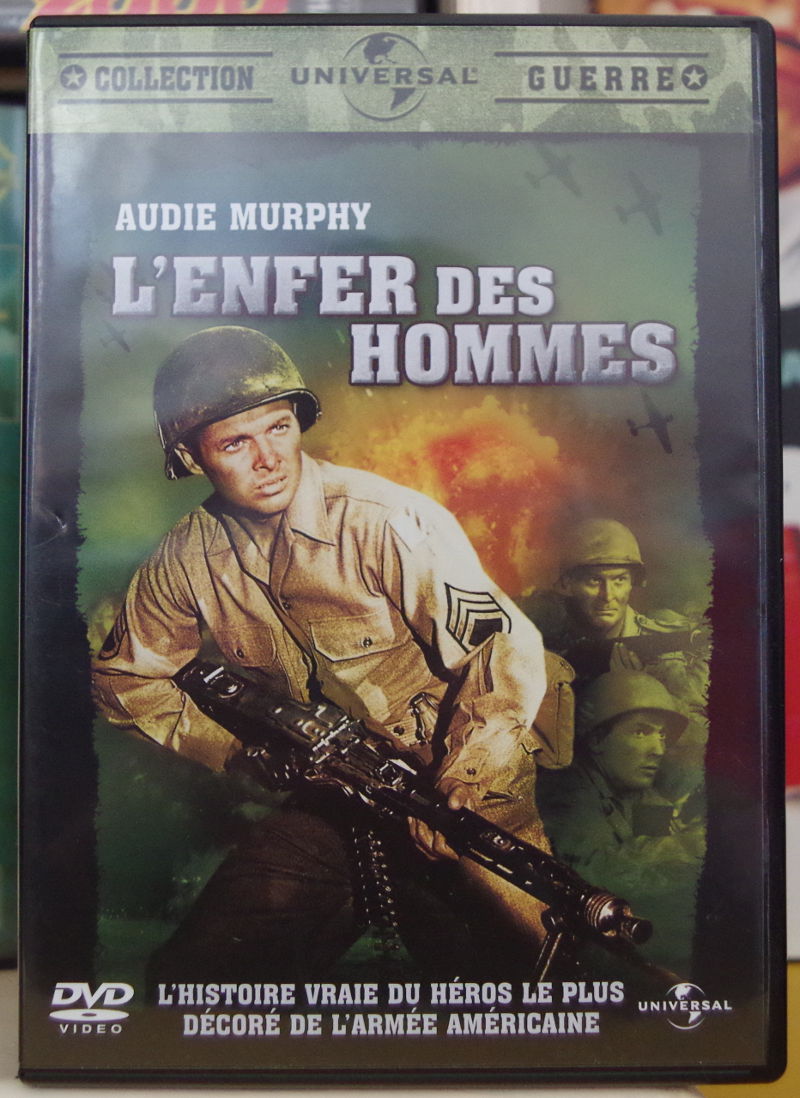 COLLECTION UNIVERSAL GUERRE
AUDIE MURPHY
L'ENFER DES
HOMMES
DVD
VIDEO
L'HISTOIRE VRAIE DU HÉROS LE PLUS
DÉCORÉ DE L'ARMÉE AMÉRICAINE
UNIVERSAL